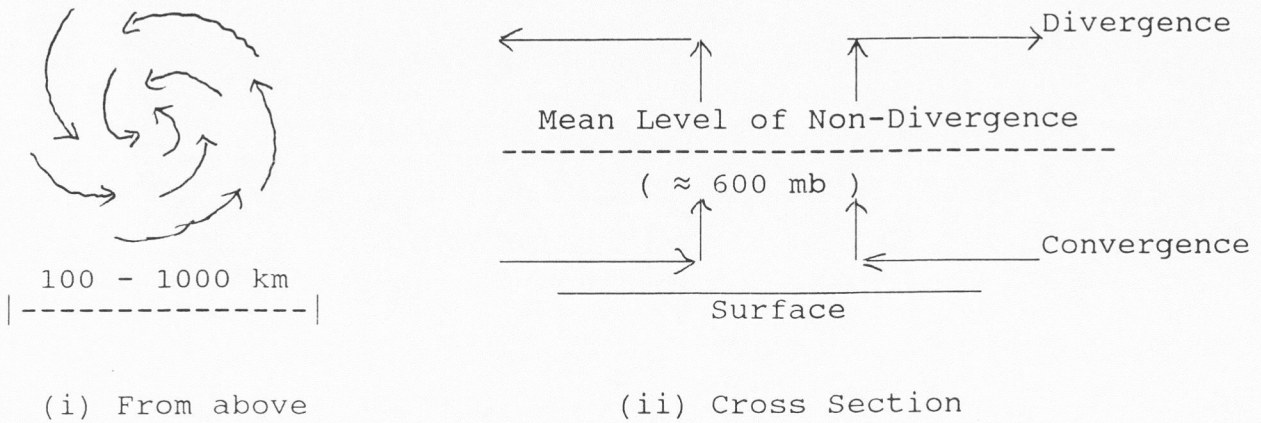 Divergence
Mean Level of Non-Divergence
( ≈ 600 mb )
Convergence
100 - 1000 km
Surface
(i) From above
(ii) Cross Section